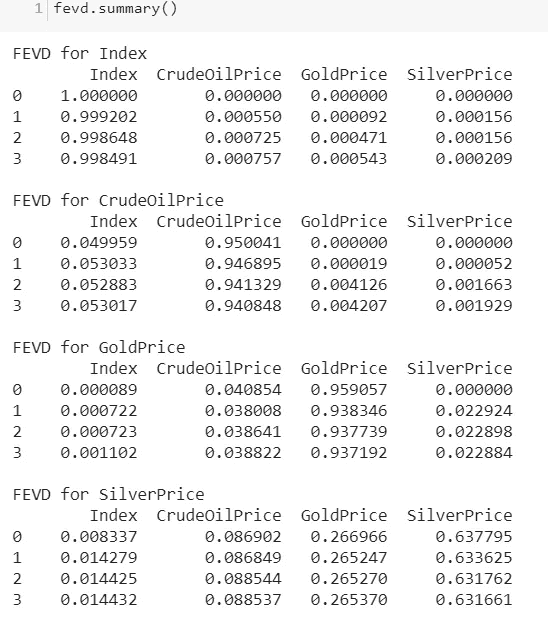 1 fevd.summary()
FEVD for Index
Index CrudeOilPrice GoldPrice SilverPrice
0 1.000000 0.000000 0.000000 0.000000
1 0.999202 0.000550 0.000092 0.000156
2 0.998648 0.000725 0.000471 0.000156
3 0.998491 0.000757 0.000543 0.000209
FEVD for CrudeOilPrice
Index CrudeOilPrice GoldPrice SilverPrice
0 0.049959 0.950041 0.000000 0.000000
1 0.053033 0.946895 0.000019 0.000052
2 0.052883 0.941329 0.004126 0.001663
3 0.053017 0.940848 0.004207 0.001929
FEVD for GoldPrice
Index CrudeOilPrice GoldPrice SilverPrice
0 0.000089 0.040854 0.959057 0.000000
1 0.000722 0.038008 0.938346 0.022924
2 0.000723 0.038641 0.937739 0.022898
3 0.001102 0.038822 0.937192 0.022884
FEVD for SilverPrice
Index CrudeOilPrice GoldPrice SilverPrice
0 0.008337 0.086902 0.266966 0.637795
1 0.014279 0.086849 0.265247 0.633625
2 0.014425 0.088544 0.265270 0.631762
3 0.014432 0.088537 0.265370 0.631661